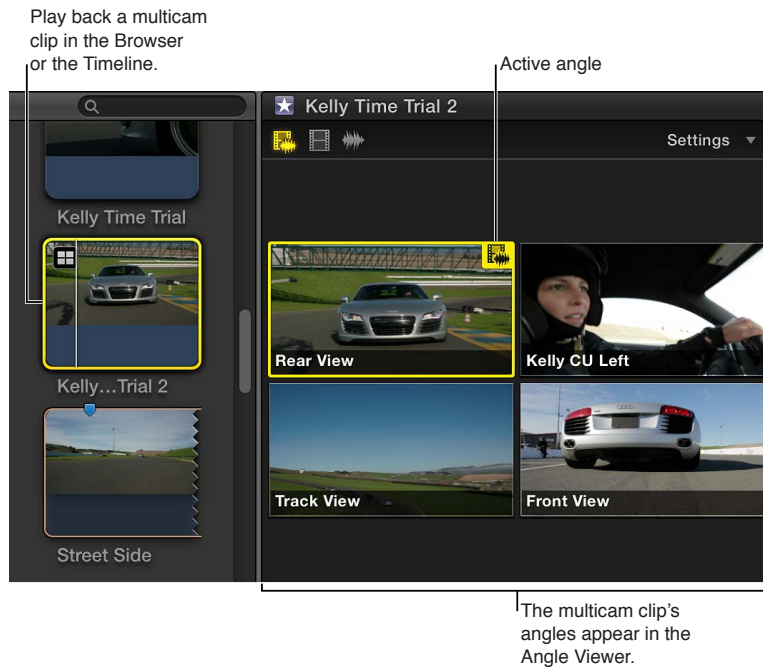 Play back a multicam
clip in the Browser
or the Timeline.
Active angle
Kelly Time Trial 2
Settings
Kelly Time Trial
Kelly...Trial 2
Street Side
Rear View
Kelly CU Left
Track View
Front View
The multicam clip's
angles appear in the
Angle Viewer.